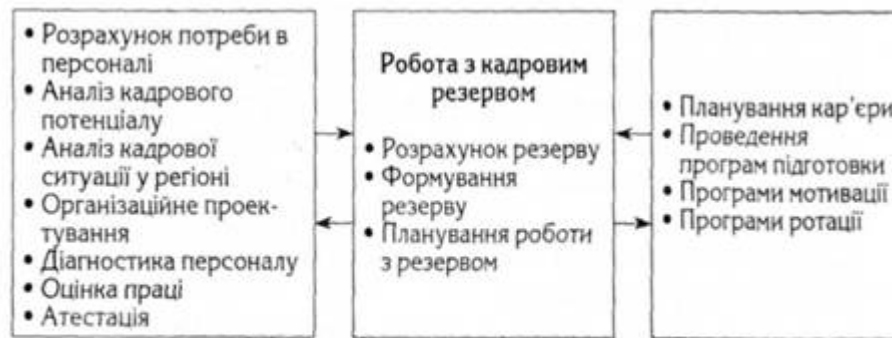 • Розрахунок потреби в
персоналі
• Аналіз кадрового
потенціалу
• Аналіз кадрової
ситуації у регіоні
• Організаційне проек-
тування
• Діагностика персоналу
• Оцінка праці
• Атестація
Робота з кадровим
резервом
• Розрахунок резерву
• Формування
резерву
• Планування роботи
з резервом
• Планування кар’єри
• Проведення
програм підготовки
• Програми мотивації
• Програми ротації